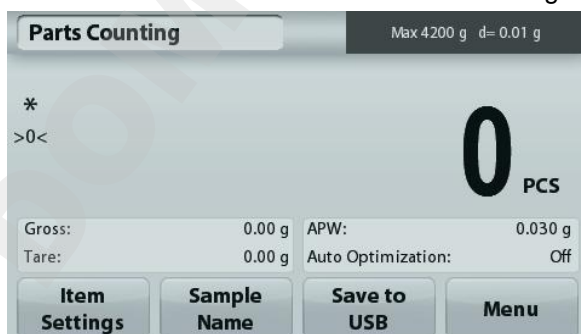 Parts Counting
Max 4200 g d= 0.01 g
*
>0<
0 PCS
Gross: 0.00 g APW: 0.030 g
Tare: 0.00 g Auto Optimization: Off
Item Settings
Sample Name
Save to USB
Menu